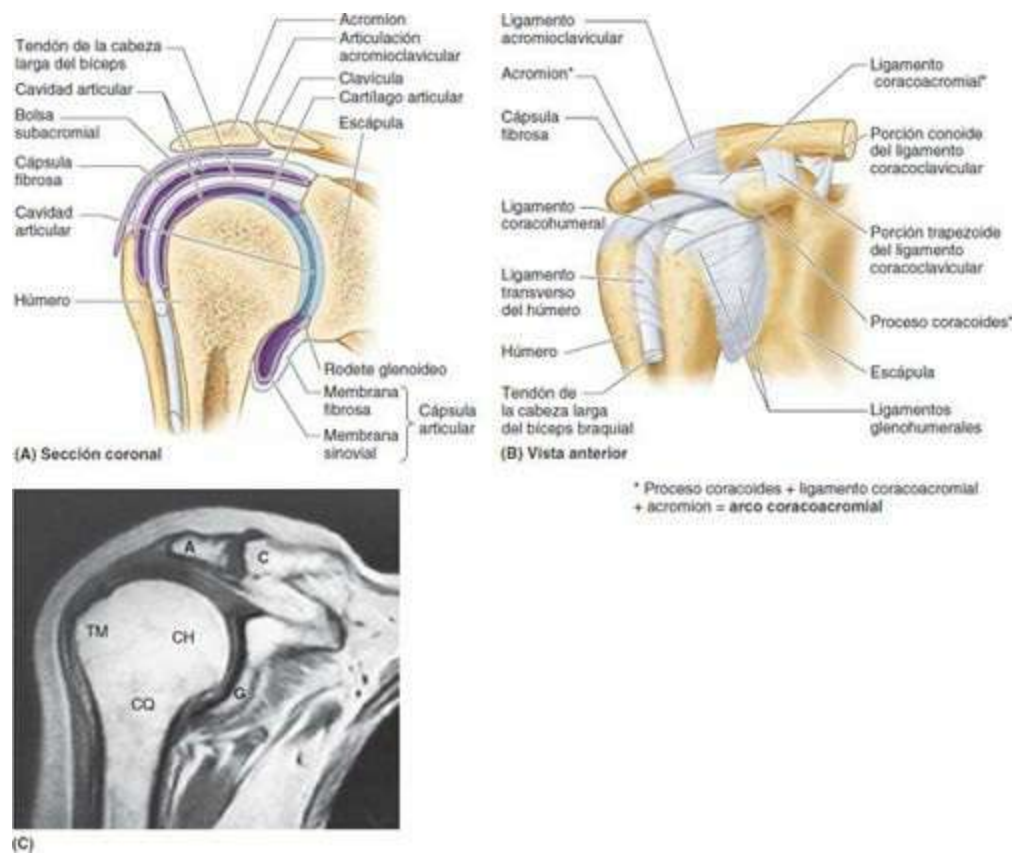 Acromion
Tendón de la cabeza
larga del bíceps
Articulación
acromioclavicular
Cavidad articular
Clavícula
Cartílago articular
Bolsa
subacromial
Escápula
Cápsula
fibrosa
Cavidad
articular
Húmero
Rodete glenoideo
Membrana
fibrosa
Membrana
sinovial
Cápsula
articular
(A) Sección coronal
Ligamento
acromioclavicular
Acromion*
Cápsula
fibrosa
Ligamento
coracohumeral
Ligamento
transverso
del húmero
Húmero
Tendón de
la cabeza larga
del bíceps braquial
Ligamento
coracoacromial*
Porción conoide
del ligamento
coracoclavicular
Porción trapezoide
del ligamento
coracoclavicular
Proceso coracoides*
Escápula
Ligamentos
glenohumerales
(B) Vista anterior
* Proceso coracoides + ligamento coracoacromial
+ acromion = arco coracoacromial
A
C
TM
CH
G
CQ
(C)